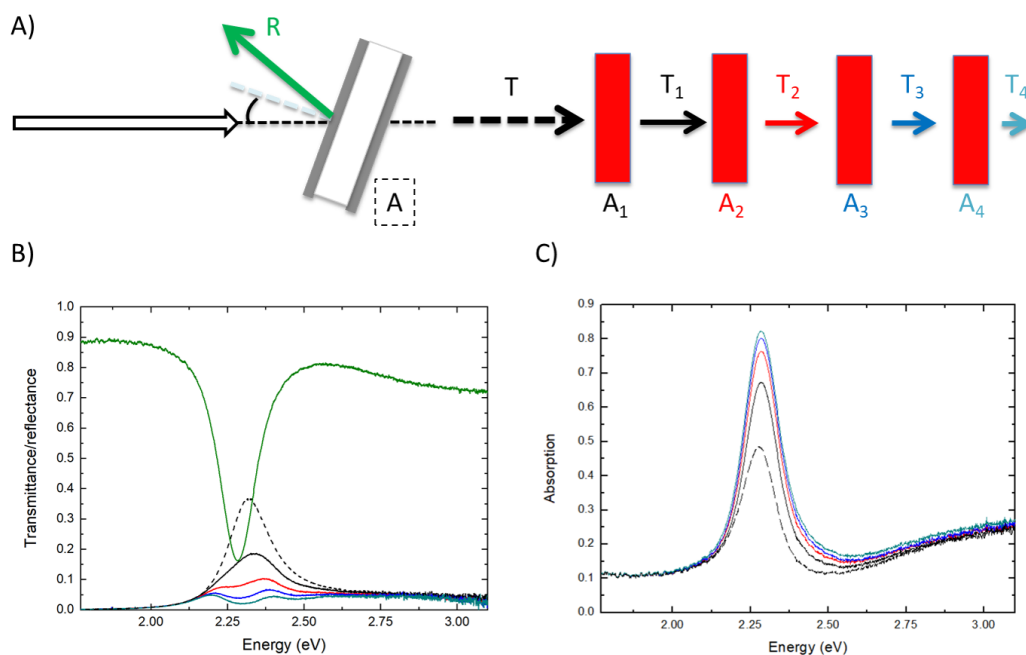 A)
R
A
T
T1
T2
T3
T4
A1
A2
A3
A4
B)
Transmittance/reflectance
1.0
0.9
0.8
0.7
0.6
0.5
0.4
0.3
0.2
0.1
0.0
2.00
2.25
2.50
2.75
3.00
Energy (eV)
C)
Absorption
0.9
0.8
0.7
0.6
0.5
0.4
0.3
0.2
0.1
0.0
2.00
2.25
2.50
2.75
3.00
Energy (eV)